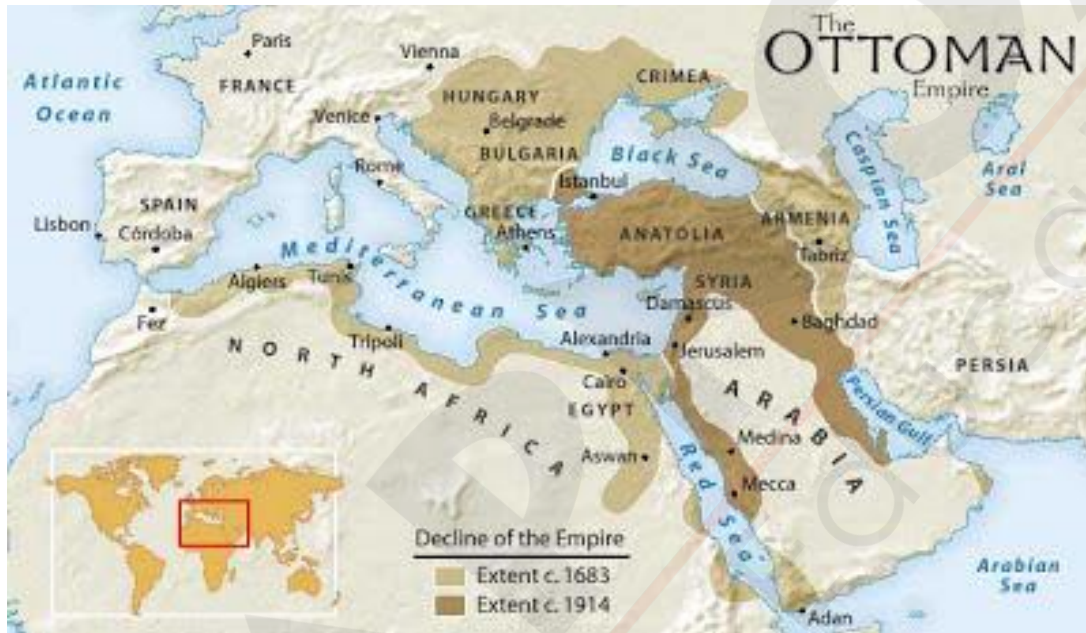 The
OTTOMAN
Empire
Paris
Vienna
FRANCE
CRIMEA
Atlantic
Ocean
HUNGARY
Venice
Belgrade
BULGARIA
Black Sea
Caspian Sea
Aral
Sea
Rome
Istanbul
SPAIN
GREECE
ARMENIA
Lisbon
Córdoba
Athens
ANATOLIA
Tabriz
Mediterranean Sea
Algiers
Tunis
SYRIA
Damascus
Baghdad
Fez
Tripoli
Alexandria
Jerusalem
NORTH AFRICA
Cairo
PERSIA
EGYPT
ARABIA
Persian Gulf
Medina
Aswan
Red Sea
Mecca
Decline of the Empire
Extent c. 1683
Extent c. 1914
Arabian
Sea
Adan